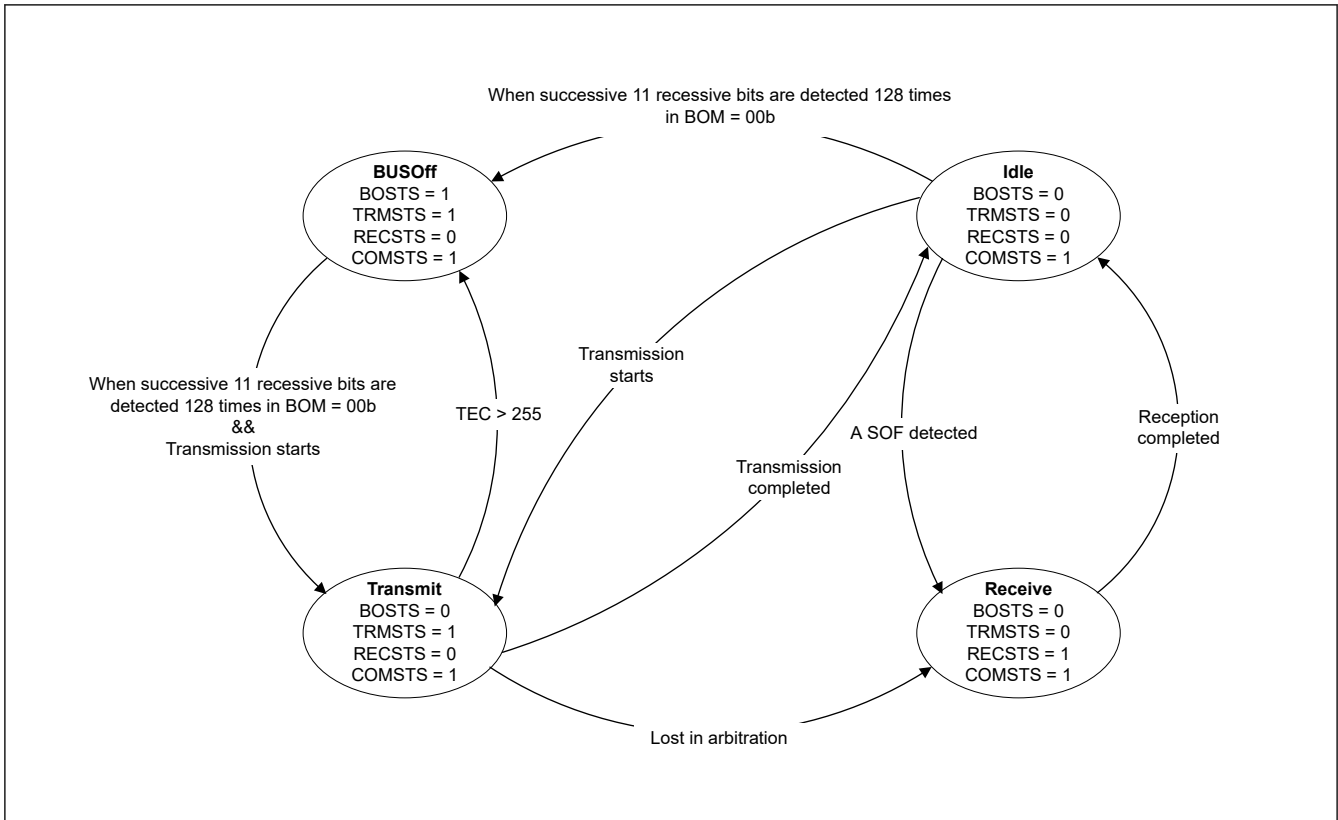 When successive 11 recessive bits are detected 128 times
in BOM = 00b
BUSOff
BOSTS = 1
TRMSTS = 1
RECSTS = 0
COMSTS = 1
Idle
BOSTS = 0
TRMSTS = 0
RECSTS = 0
COMSTS = 1
When successive 11 recessive bits are
detected 128 times in BOM = 00b
&&
Transmission starts
TEC > 255
Transmission
starts
Transmission
completed
A SOF detected
Reception
completed
Transmit
BOSTS = 0
TRMSTS = 1
RECSTS = 0
COMSTS = 1
Receive
BOSTS = 0
TRMSTS = 0
RECSTS = 1
COMSTS = 1
Lost in arbitration